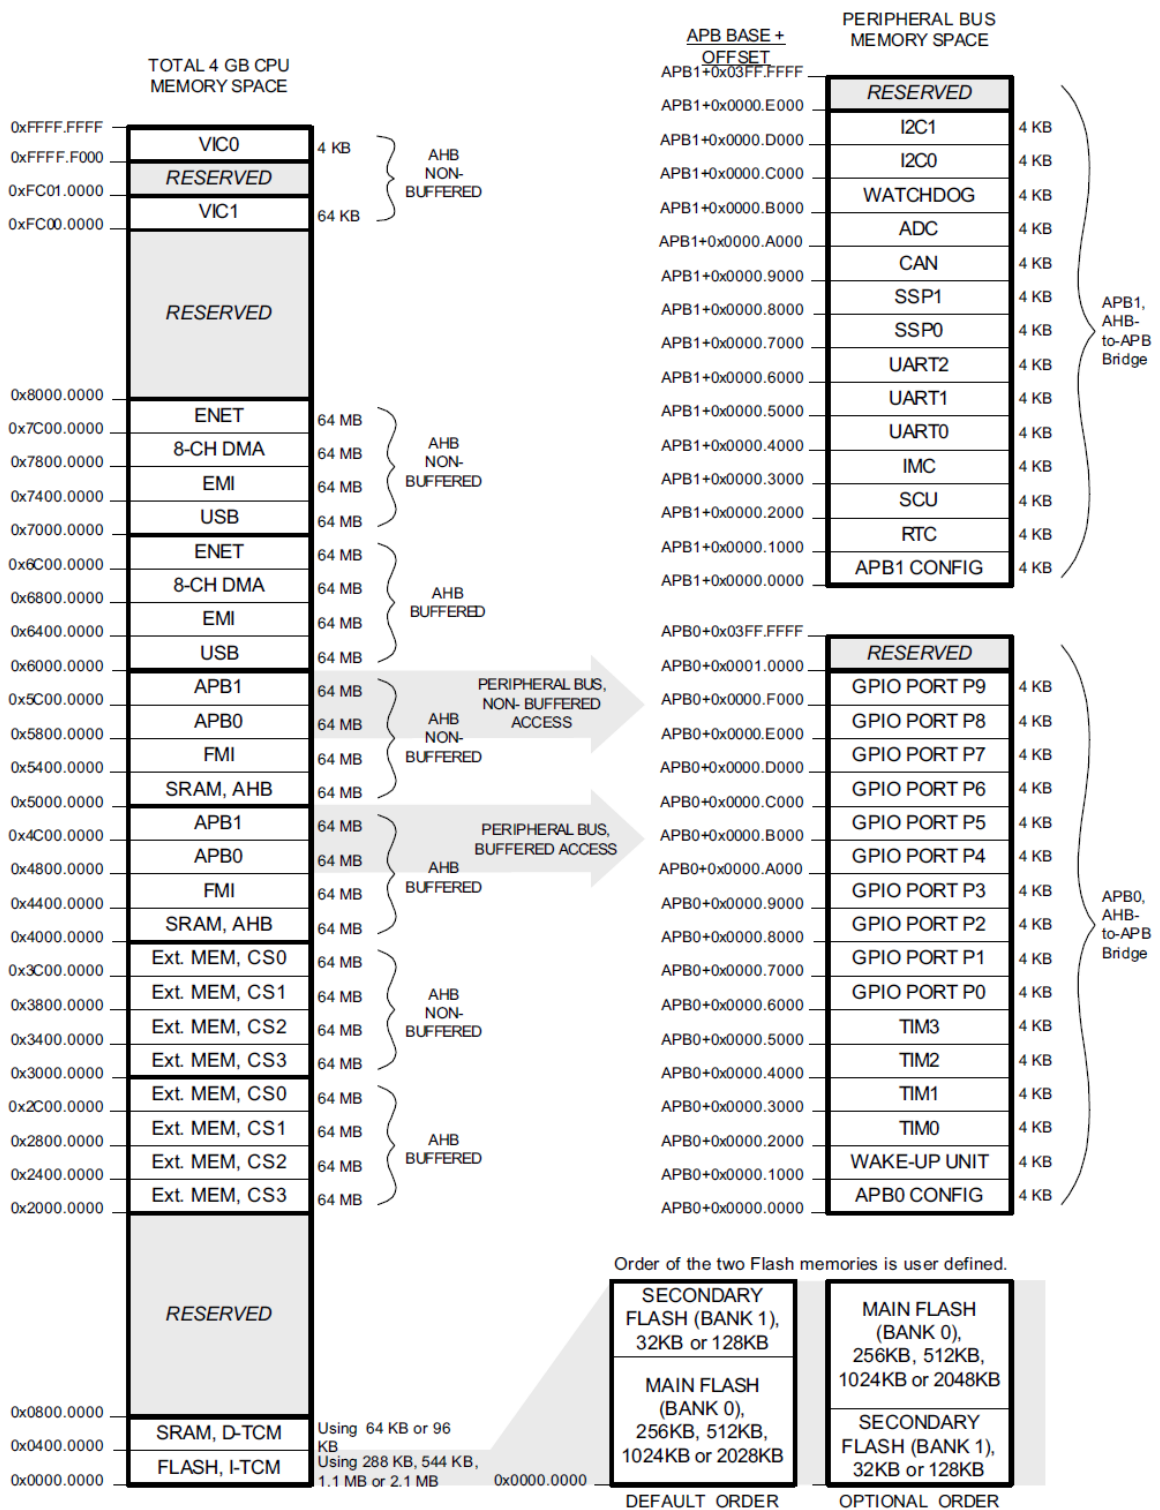 TOTAL 4 GB CPU
MEMORY SPACE
0xFFFF.FFFF
VIC0
4 KB
0xFFFF.F000
RESERVED
0xFC01.0000
VIC1
64 KB
0xFC00.0000
AHB
NON-
BUFFERED
RESERVED
0x8000.0000
ENET
64 MB
0x7C00.0000
8-CH DMA
64 MB
0x7800.0000
EMI
64 MB
0x7400.0000
USB
64 MB
0x7000.0000
AHB
NON-
BUFFERED
ENET
64 MB
0x6C00.0000
8-CH DMA
64 MB
0x6800.0000
EMI
64 MB
0x6400.0000
USB
64 MB
0x6000.0000
AHB
BUFFERED
APB1
64 MB
0x5C00.0000
APB0
64 MB
0x5800.0000
FMI
64 MB
0x5400.0000
SRAM, AHB
64 MB
0x5000.0000
AHB
NON-
BUFFERED
PERIPHERAL BUS,
NON- BUFFERED
ACCESS
APB1
64 MB
0x4C00.0000
APB0
64 MB
0x4800.0000
FMI
64 MB
0x4400.0000
SRAM, AHB
64 MB
0x4000.0000
AHB
BUFFERED
PERIPHERAL BUS,
BUFFERED ACCESS
Ext. MEM, CS0
64 MB
0x3C00.0000
Ext. MEM, CS1
64 MB
0x3800.0000
Ext. MEM, CS2
64 MB
0x3400.0000
Ext. MEM, CS3
64 MB
0x3000.0000
AHB
NON-
BUFFERED
Ext. MEM, CS0
64 MB
0x2C00.0000
Ext. MEM, CS1
64 MB
0x2800.0000
Ext. MEM, CS2
64 MB
0x2400.0000
Ext. MEM, CS3
64 MB
0x2000.0000
AHB
BUFFERED
RESERVED
0x0800.0000
SRAM, D-TCM
Using 64 KB or 96
KB
0x0400.0000
FLASH, I-TCM
Using 288 KB, 544 KB,
1.1 MB or 2.1 MB
0x0000.0000
APB BASE +
OFFSET
PERIPHERAL BUS
MEMORY SPACE
APB1+0x03FF.FFFF
RESERVED
APB1+0x0000.E000
I2C1
4 KB
APB1+0x0000.D000
I2C0
4 KB
APB1+0x0000.C000
WATCHDOG
4 KB
APB1+0x0000.B000
ADC
4 KB
APB1+0x0000.A000
CAN
4 KB
APB1+0x0000.9000
SSP1
4 KB
APB1+0x0000.8000
SSP0
4 KB
APB1+0x0000.7000
UART2
4 KB
APB1+0x0000.6000
UART1
4 KB
APB1+0x0000.5000
UART0
4 KB
APB1+0x0000.4000
IMC
4 KB
APB1+0x0000.3000
SCU
4 KB
APB1+0x0000.2000
RTC
4 KB
APB1+0x0000.1000
APB1 CONFIG
4 KB
APB1+0x0000.0000
APB1,
AHB-
to-APB
Bridge
APB0+0x03FF.FFFF
RESERVED
APB0+0x0001.0000
GPIO PORT P9
4 KB
APB0+0x0000.F000
GPIO PORT P8
4 KB
APB0+0x0000.E000
GPIO PORT P7
4 KB
APB0+0x0000.D000
GPIO PORT P6
4 KB
APB0+0x0000.C000
GPIO PORT P5
4 KB
APB0+0x0000.B000
GPIO PORT P4
4 KB
APB0+0x0000.A000
GPIO PORT P3
4 KB
APB0+0x0000.9000
GPIO PORT P2
4 KB
APB0+0x0000.8000
GPIO PORT P1
4 KB
APB0+0x0000.7000
GPIO PORT P0
4 KB
APB0+0x0000.6000
TIM3
4 KB
APB0+0x0000.5000
TIM2
4 KB
APB0+0x0000.4000
TIM1
4 KB
APB0+0x0000.3000
TIM0
4 KB
APB0+0x0000.2000
WAKE-UP UNIT
4 KB
APB0+0x0000.1000
APB0 CONFIG
4 KB
APB0+0x0000.0000
APB0,
AHB-
to-APB
Bridge
Order of the two Flash memories is user defined.
SECONDARY
FLASH (BANK 1),
32KB or 128KB
MAIN FLASH
(BANK 0),
256KB, 512KB,
1024KB or 2028KB
0x0000.0000
DEFAULT ORDER
MAIN FLASH
(BANK 0),
256KB, 512KB,
1024KB or 2048KB
SECONDARY
FLASH (BANK 1),
32KB or 128KB
OPTIONAL ORDER